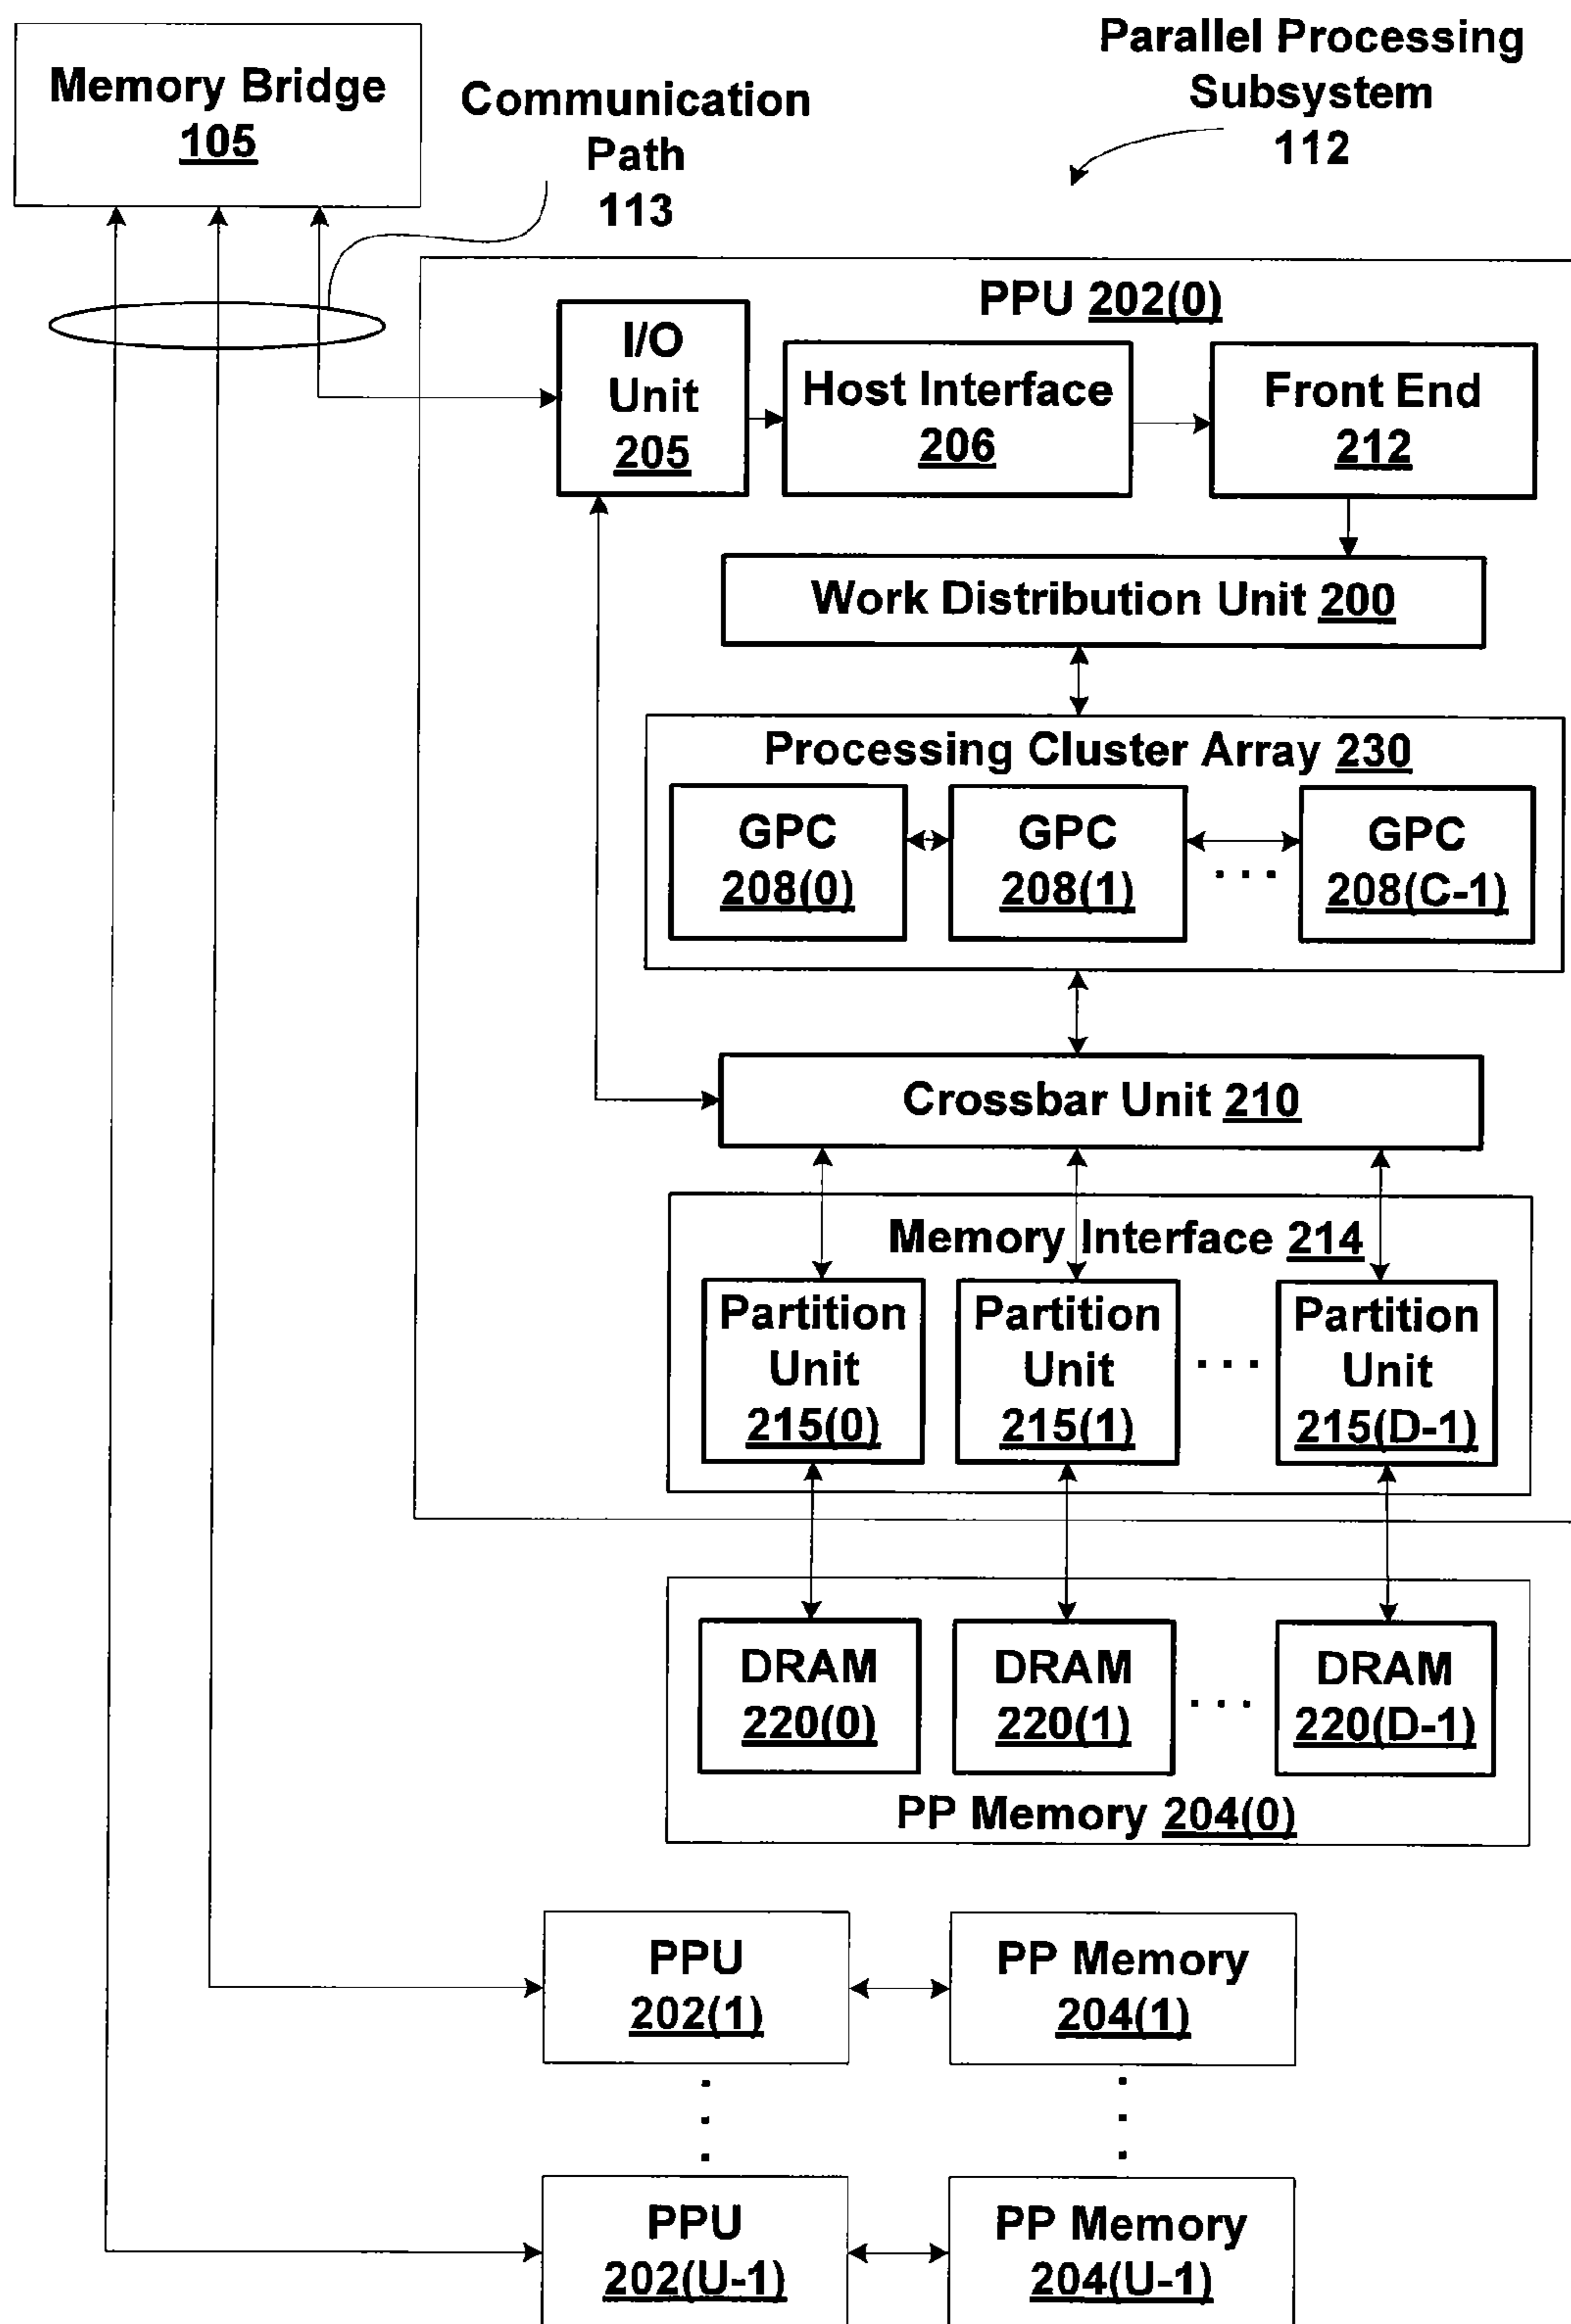 Parallel Processing
Subsystem
112
Memory Bridge
105
Communication
Path
113
PPU 202(0)
I/O
Unit
205
Host Interface
206
Front End
212
Work Distribution Unit 200
Processing Cluster Array 230
GPC
208(0)
GPC
208(1)
. . .
GPC
208(C-1)
Crossbar Unit 210
Memory Interface 214
Partition
Unit
215(0)
Partition
Unit
215(1)
. . .
Partition
Unit
215(D-1)
DRAM
220(0)
DRAM
220(1)
. . .
DRAM
220(D-1)
PP Memory 204(0)
PPU
202(1)
PP Memory
204(1)
PPU
202(U-1)
PP Memory
204(U-1)